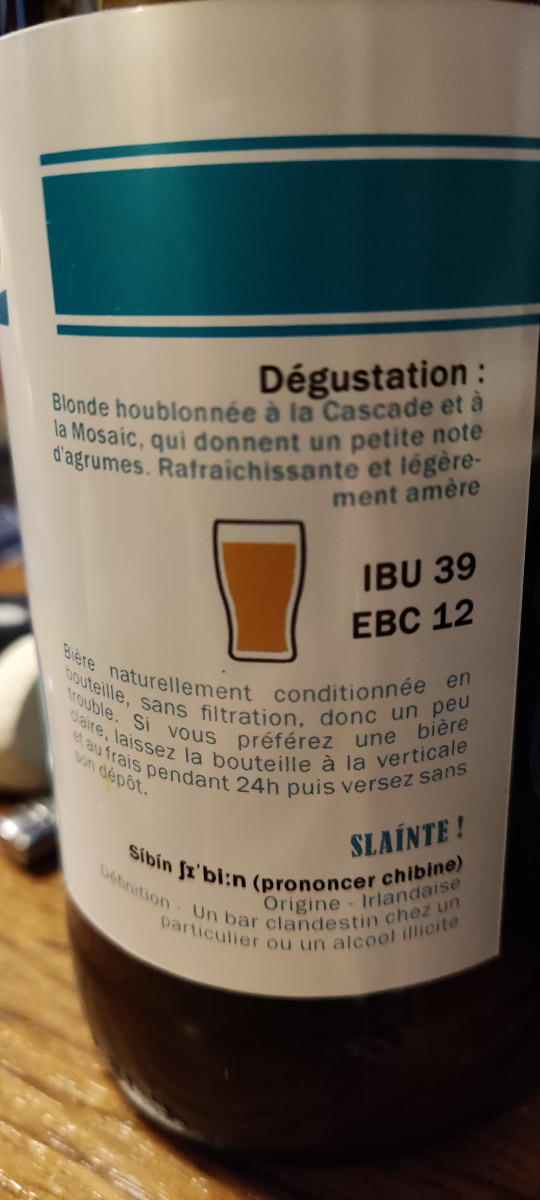 Dégustation :
Blonde houblonnée à la Cascade et à
la Mosaic, qui donnent un petite note
d'agrumes. Rafraîchissante et légère-
ment amère
IBU 39
EBC 12
Bière naturellement conditionnée en
bouteille, sans filtration, donc un peu
trouble. Si vous préférez une bière
claire, laissez la bouteille à la verticale
et au frais pendant 24h puis versez sans
son dépôt.
SLAÍNTE !
Síbín ʃɪˈbiːn (prononcer chibine)
Origine - Irlandaise
Définition - Un bar clandestin chez un
particulier ou un alcool illicite